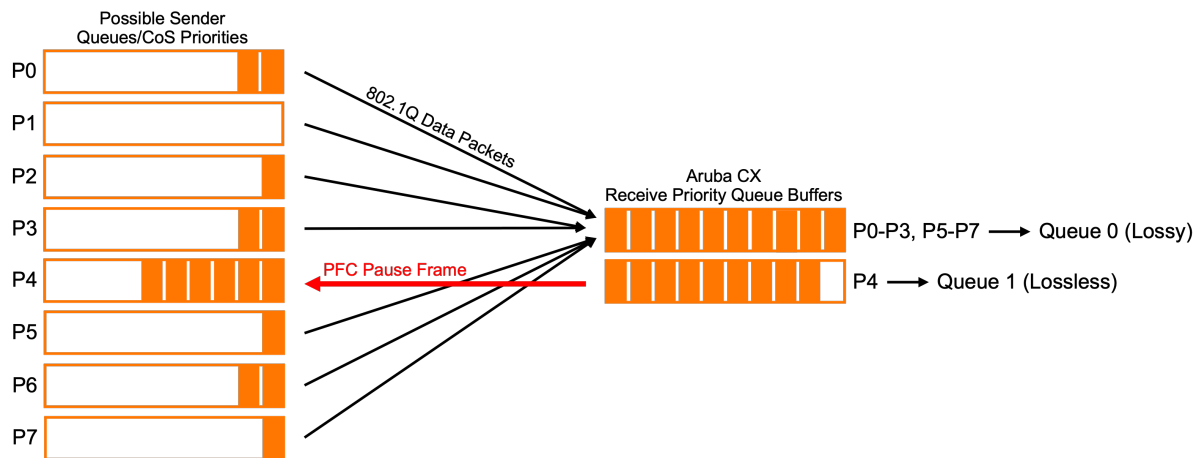 Possible Sender
Queues/CoS Priorities
P0
P1
P2
P3
P4
P5
P6
P7
802.1Q Data Packets
PFC Pause Frame
Aruba CX
Receive Priority Queue Buffers
P0-P3, P5-P7
Queue 0 (Lossy)
P4
Queue 1 (Lossless)